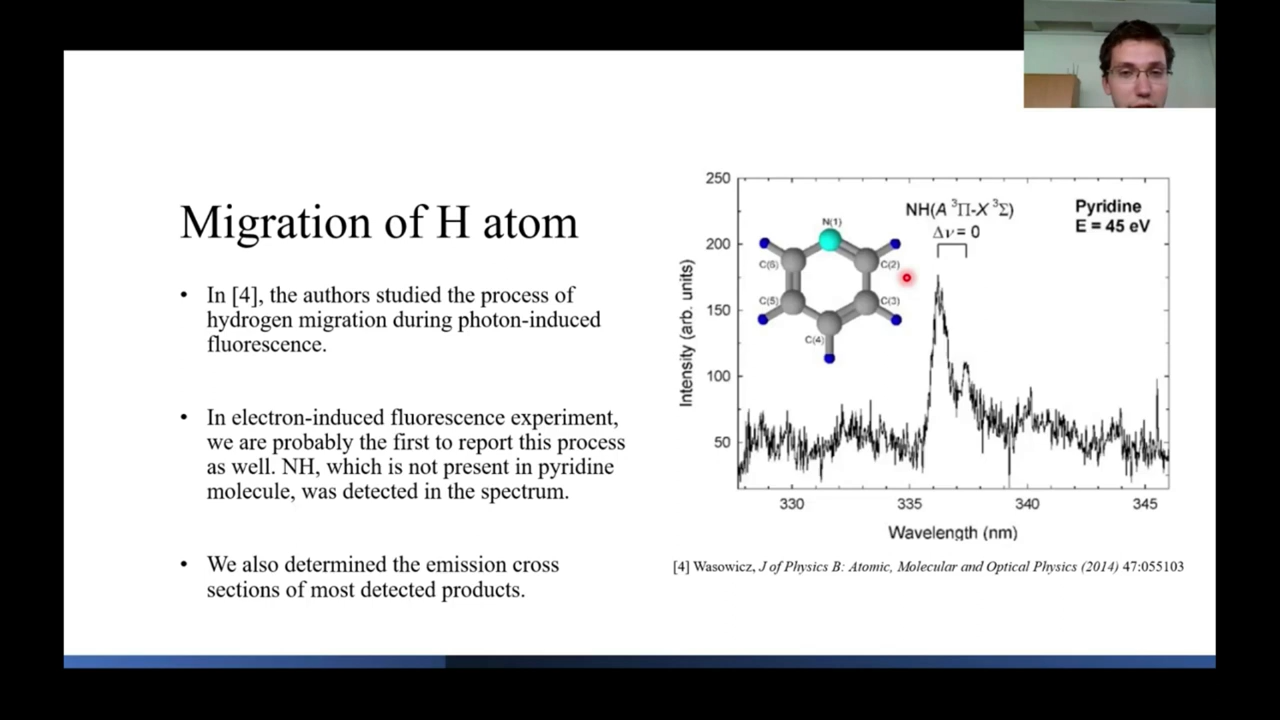 Migration of H atom
• In [4], the authors studied the process of
hydrogen migration during photon-induced
fluorescence.
• In electron-induced fluorescence experiment,
we are probably the first to report this process
as well. NH, which is not present in pyridine
molecule, was detected in the spectrum.
• We also determined the emission cross
sections of most detected products.
250
200
150
100
50
Intensity (arb. units)
NH(A ³Π-X ³Σ)
Δν = 0
Pyridine
E = 45 eV
N(1)
C(6)
C(2)
C(5)
C(3)
C(4)
330
335
340
345
Wavelength (nm)
[4] Wasowicz, J of Physics B: Atomic, Molecular and Optical Physics (2014) 47:055103